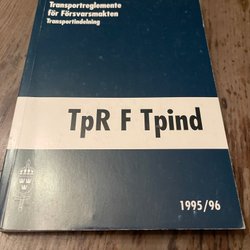 Transportreglemente
för Försvarsmakten
Transportindelning
TpR F Tpind
1995/96